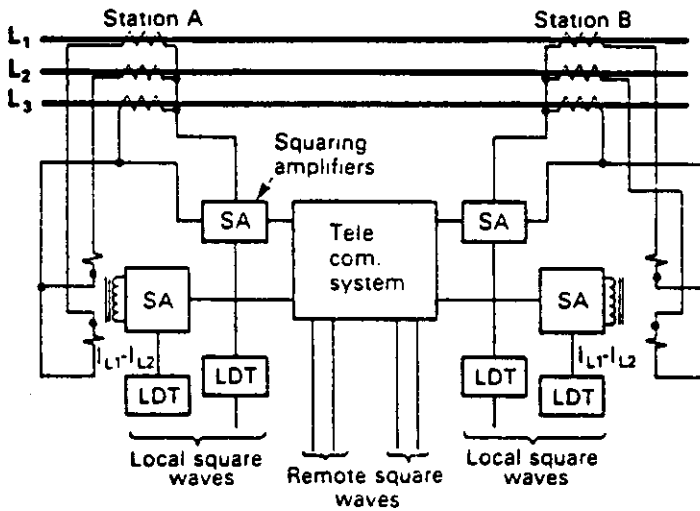 Station A
Station B
L1
L2
L3
Squaring amplifiers
SA
Tele com. system
SA
SA
SA
IL1-IL2
IL1-IL2
LDT
LDT
LDT
LDT
Local square waves
Remote square waves
Local square waves